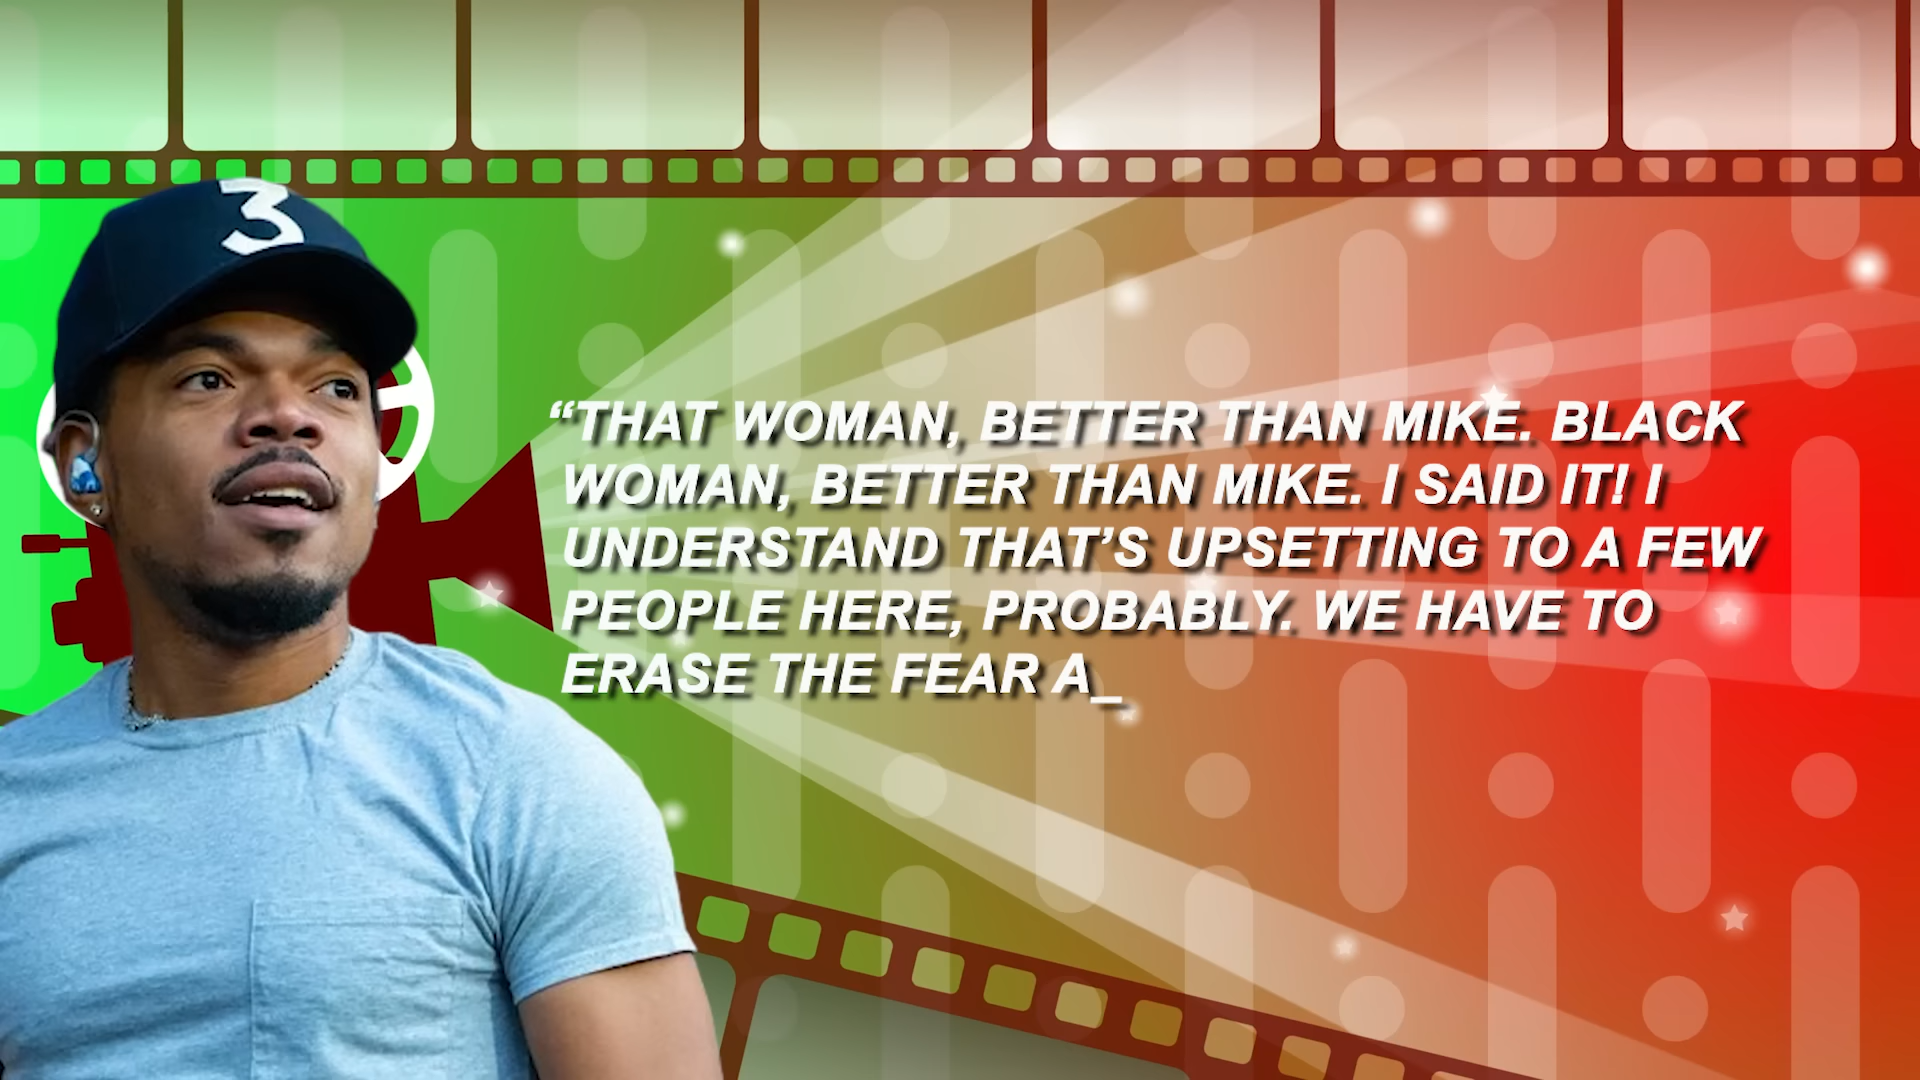 3
“THAT WOMAN, BETTER THAN MIKE. BLACK
WOMAN, BETTER THAN MIKE. I SAID IT! I
UNDERSTAND THAT’S UPSETTING TO A FEW
PEOPLE HERE, PROBABLY. WE HAVE TO
ERASE THE FEAR A_